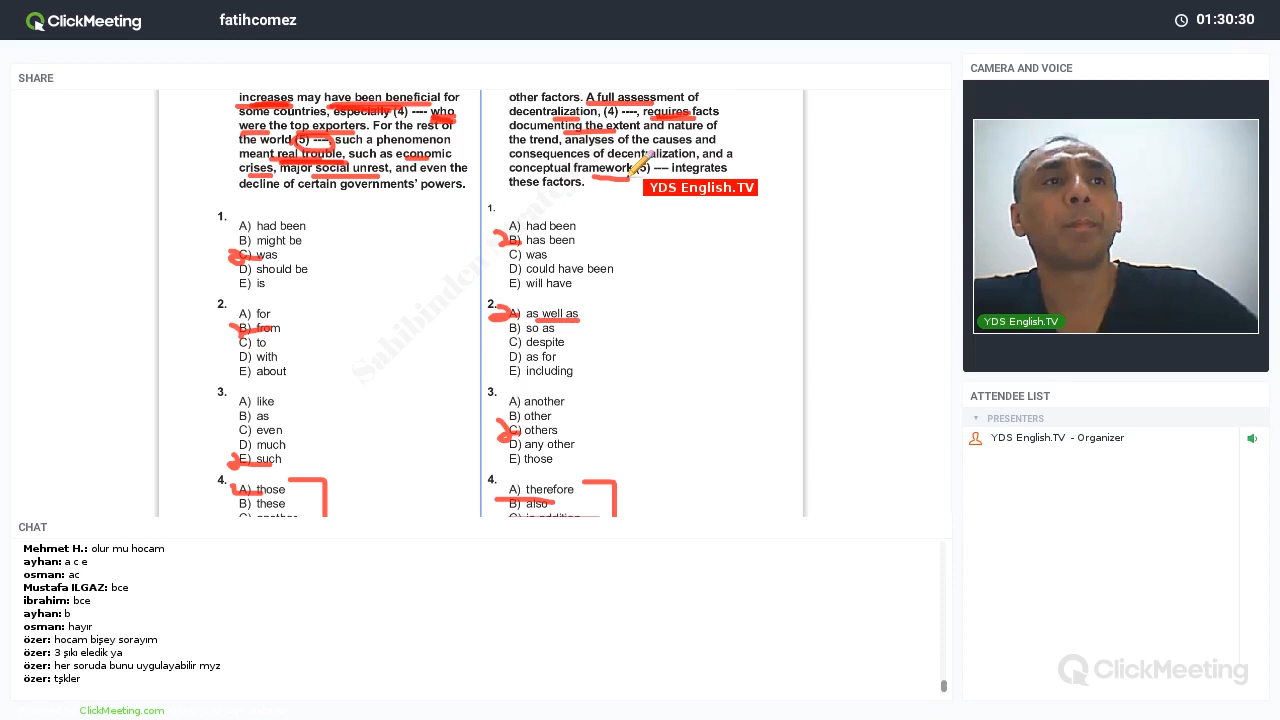 ClickMeeting
fatihcomez
01:30:30
SHARE
increases may have been beneficial for
some countries, especially (4) ---- who
were the top exporters. For the rest of
the world (5) ---- such a phenomenon
meant real trouble, such as economic
crises, major social unrest, and even the
decline of certain governments' powers.
1.
A) had been
B) might be
C) was
D) should be
E) is
2.
A) for
B) from
C) to
D) with
E) about
3.
A) like
B) as
C) even
D) much
E) such
4.
A) those
B) these
C) another
other factors. A full assessment of
decentralization, (4) ----, requires facts
documenting the extent and nature of
the trend, analyses of the causes and
consequences of decentralization, and a
conceptual framework (5) ---- integrates
these factors.
YDS English.TV
1.
A) had been
B) has been
C) was
D) could have been
E) will have
2.
A) as well as
B) so as
C) despite
D) as for
E) including
3.
A) another
B) other
C) others
D) any other
E) those
4.
A) therefore
B) also
C) in addition
Sahibinden
CAMERA AND VOICE
YDS English.TV
ATTENDEE LIST
PRESENTERS
YDS English.TV - Organizer
CHAT
Mehmet H.: olur mu hocam
ayhan: a c e
osman: ac
Mustafa ILGAZ: bce
ibrahim: bce
ayhan: b
osman: hayır
özer: hocam bişey sorayım
özer: 3 şıkı eledik ya
özer: her soruda bunu uygulayabilir myz
özer: tşkler
ClickMeeting
ClickMeeting.com